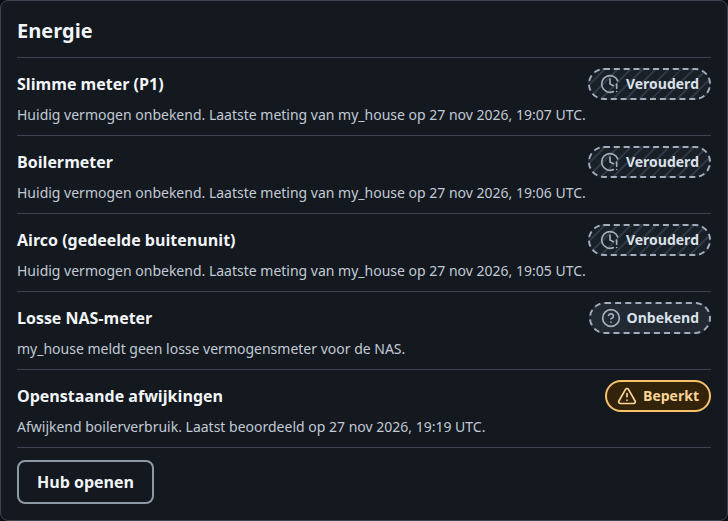 Energie
Slimme meter (P1)
Verouderd
Huidig vermogen onbekend. Laatste meting van my_house op 27 nov 2026, 19:07 UTC.
Boilermeter
Verouderd
Huidig vermogen onbekend. Laatste meting van my_house op 27 nov 2026, 19:06 UTC.
Airco (gedeelde buitenunit)
Verouderd
Huidig vermogen onbekend. Laatste meting van my_house op 27 nov 2026, 19:05 UTC.
Losse NAS-meter
Onbekend
my_house meldt geen losse vermogensmeter voor de NAS.
Openstaande afwijkingen
Beperkt
Afwijkend boilerverbruik. Laatst beoordeeld op 27 nov 2026, 19:19 UTC.
Hub openen